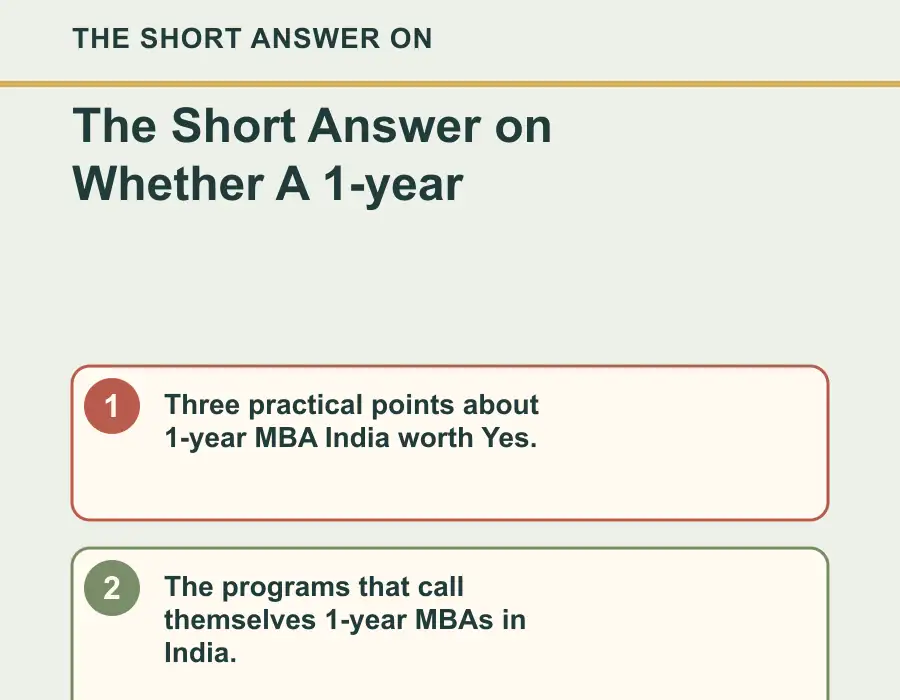 THE SHORT ANSWER ON
The Short Answer on
Whether A 1-year
1
Three practical points about
1-year MBA India worth Yes.
2
The programs that call
themselves 1-year MBAs in
India.